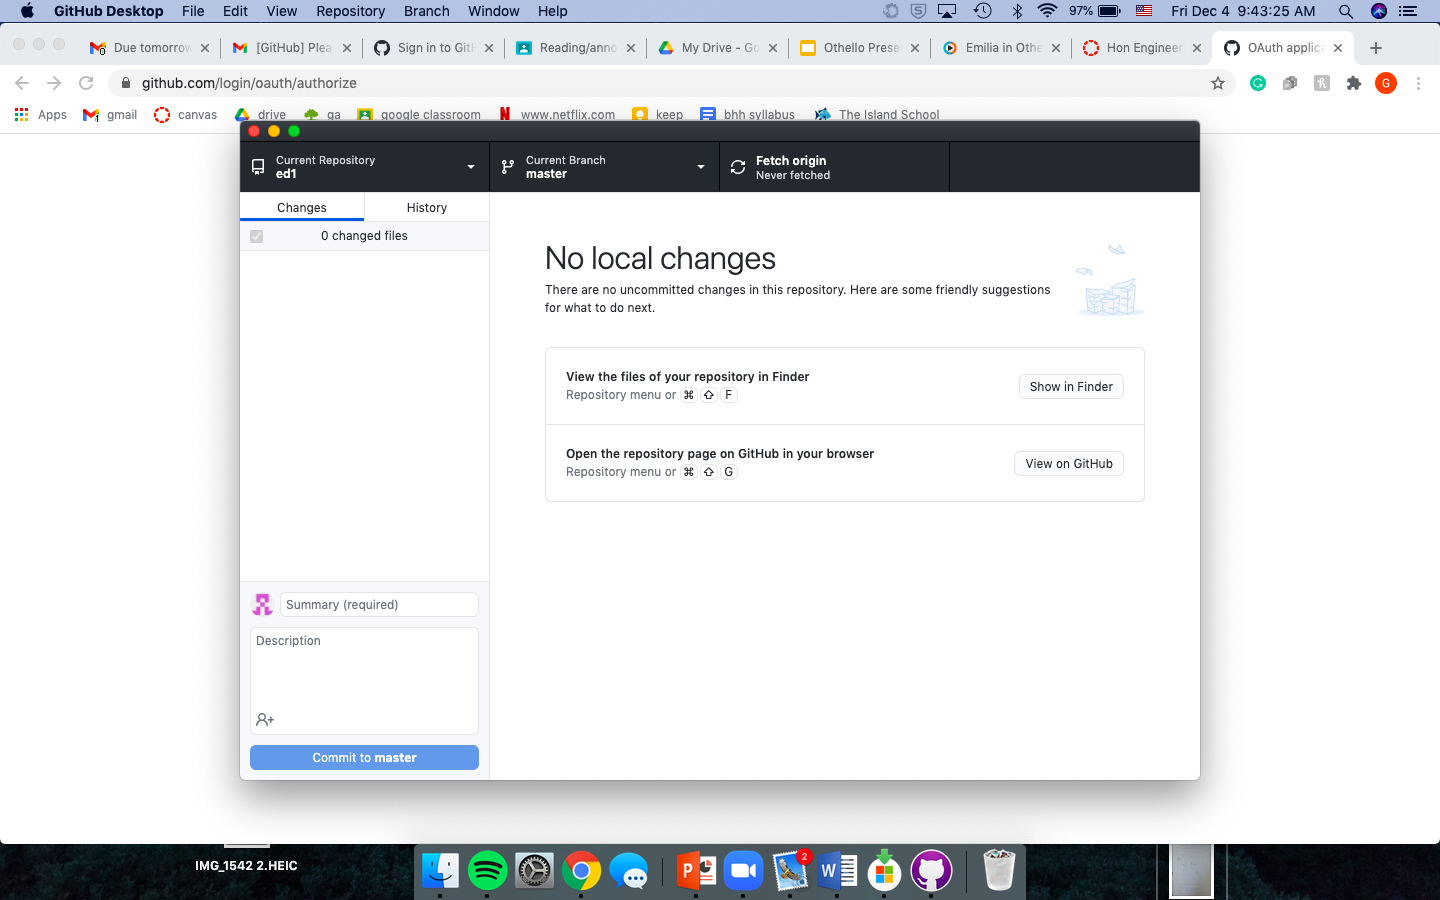 GitHub Desktop File Edit View Repository Branch Window Help 97% Fri Dec 4 9:43:25 AM
Due tomorrow [GitHub] Plea Sign in to GitH Reading/anno My Drive - Go Othello Prese Emilia in Othe Hon Engineer OAuth applic
github.com/login/oauth/authorize G
Apps gmail canvas drive ga google classroom www.netflix.com keep bhh syllabus The Island School
Current Repository
ed1
Current Branch
master
Fetch origin
Never fetched
Changes History
0 changed files
No local changes
There are no uncommitted changes in this repository. Here are some friendly suggestions
for what to do next.
View the files of your repository in Finder
Repository menu or ⌘ ⇧ F
Show in Finder
Open the repository page on GitHub in your browser
Repository menu or ⌘ ⇧ G
View on GitHub
Summary (required)
Description
Commit to master
IMG_1542 2.HEIC
P 2 W